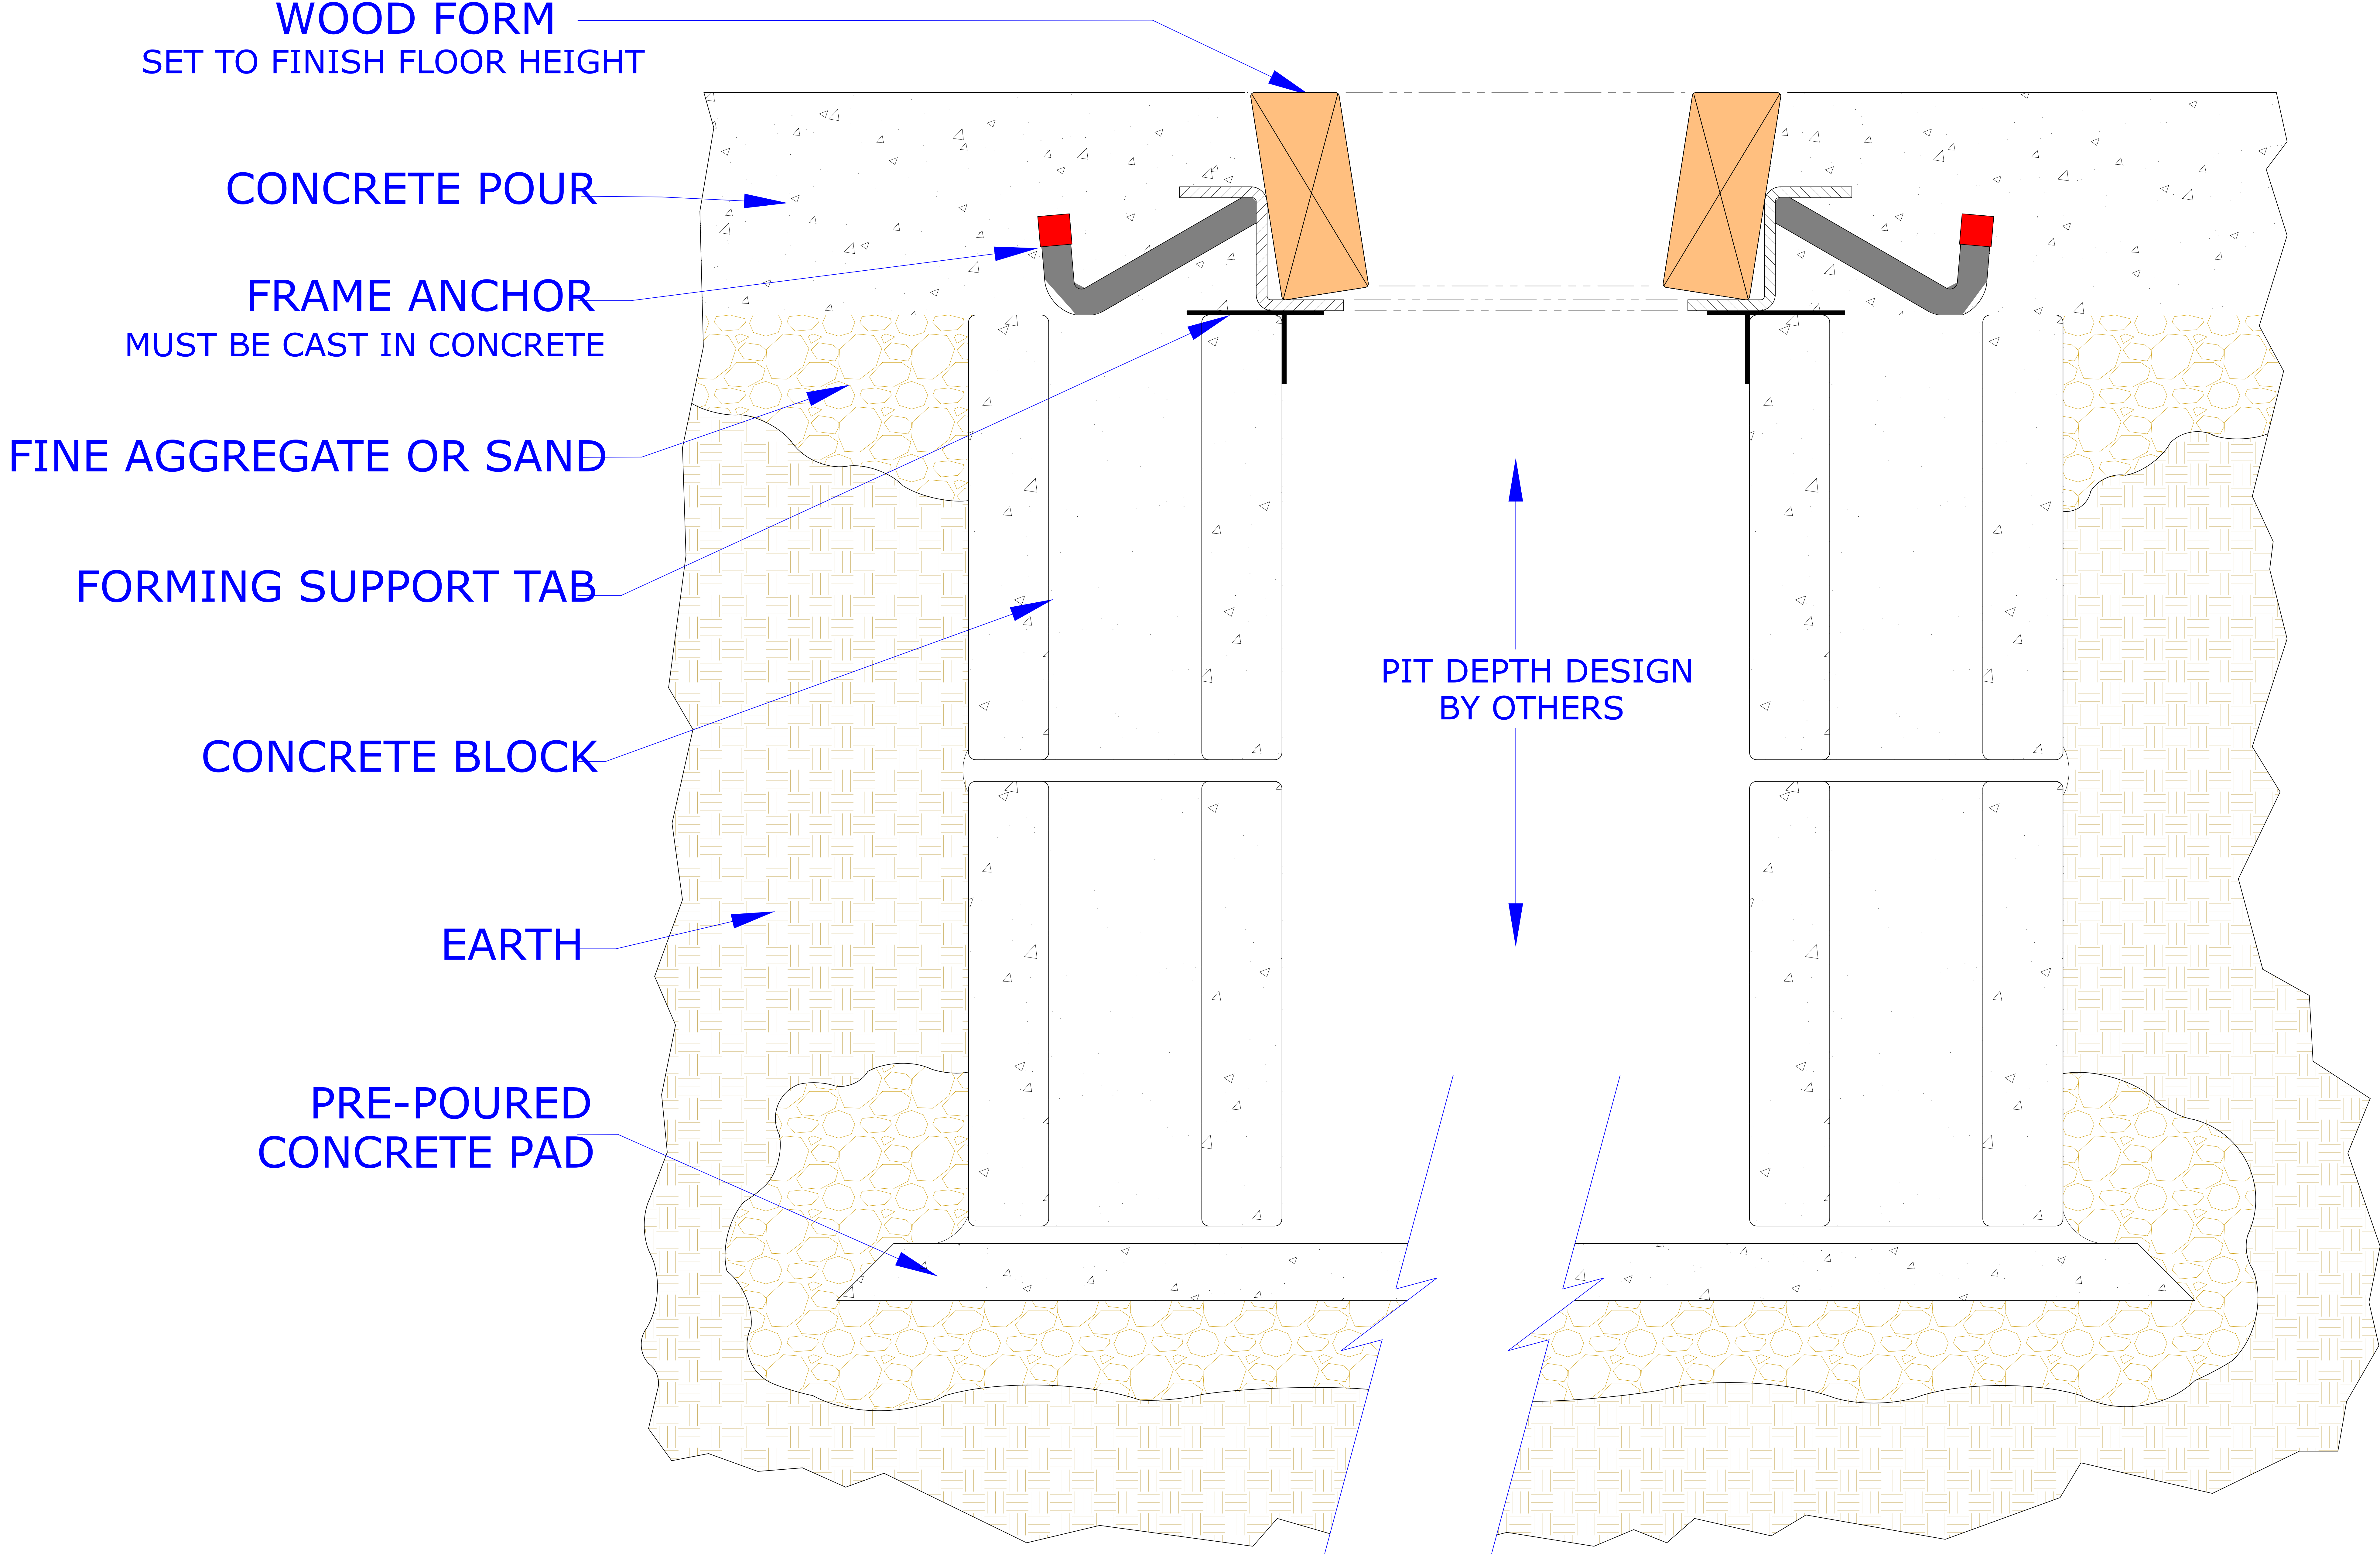 WOOD FORM
SET TO FINISH FLOOR HEIGHT
CONCRETE POUR
FRAME ANCHOR
MUST BE CAST IN CONCRETE
FINE AGGREGATE OR SAND
FORMING SUPPORT TAB
PIT DEPTH DESIGN
BY OTHERS
CONCRETE BLOCK
EARTH
PRE-POURED
CONCRETE PAD